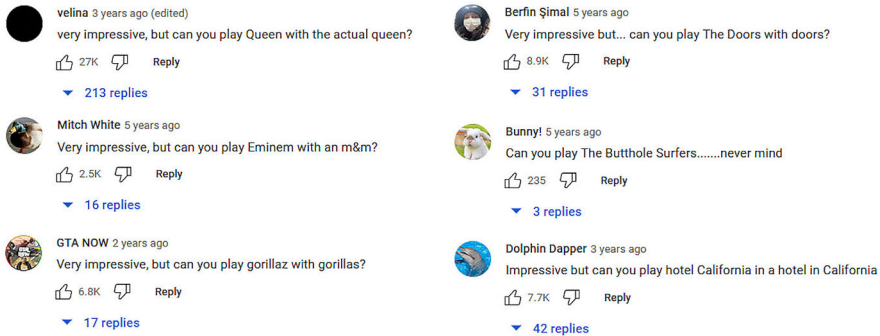 velina 3 years ago (edited)
very impressive, but can you play Queen with the actual queen?
27K Reply
213 replies
Mitch White 5 years ago
Very impressive, but can you play Eminem with an m&m?
2.5K Reply
16 replies
GTA NOW 2 years ago
Very impressive, but can you play gorillaz with gorillas?
6.8K Reply
17 replies
Berfin Şimal 5 years ago
Very impressive but... can you play The Doors with doors?
8.9K Reply
31 replies
Bunny! 5 years ago
Can you play The Butthole Surfers.......never mind
235 Reply
3 replies
Dolphin Dapper 3 years ago
Impressive but can you play hotel California in a hotel in California
7.7K Reply
42 replies